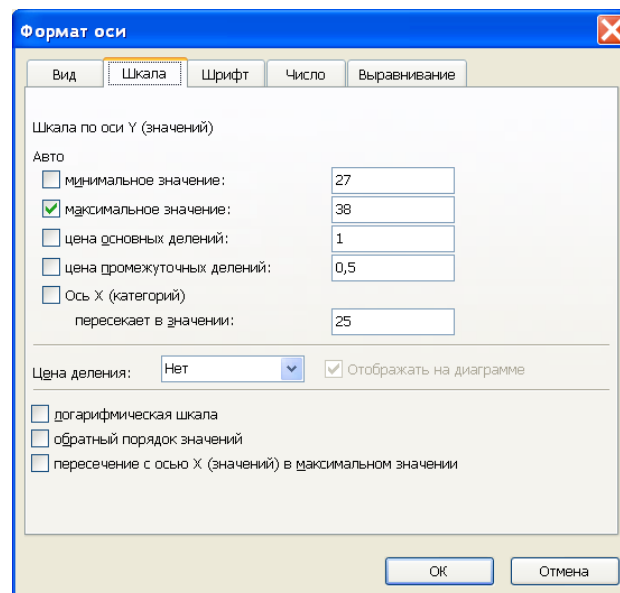 Формат оси
Вид Шкала Шрифт Число Выравнивание
Шкала по оси Y (значений)
Авто
минимальное значение: 27
максимальное значение: 38
цена основных делений: 1
цена промежуточных делений: 0,5
Ось X (категорий)
пересекает в значении: 25
Цена деления: Нет Отображать на диаграмме
логарифмическая шкала
обратный порядок значений
пересечение с осью X (значений) в максимальном значении
ОК Отмена